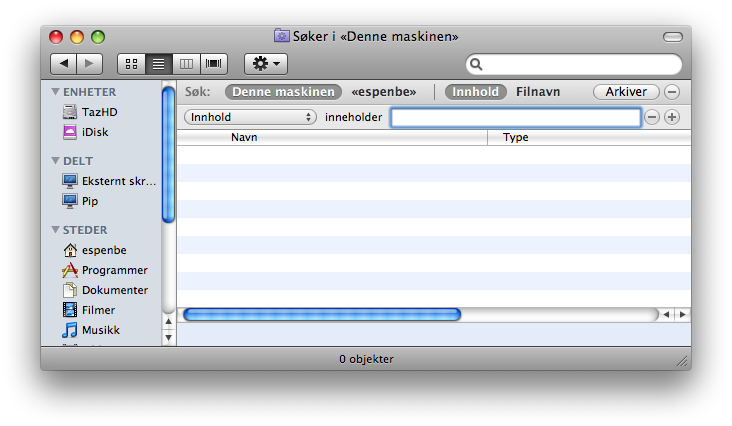 Søker i «Denne maskinen»
Søk: Denne maskinen «espenbe» Innhold Filnavn Arkiver
Innhold inneholder
Navn Type
ENHETER
TazHD
iDisk
DELT
Eksternt skr...
Pip
STEDER
espenbe
Programmer
Dokumenter
Filmer
Musikk
0 objekter